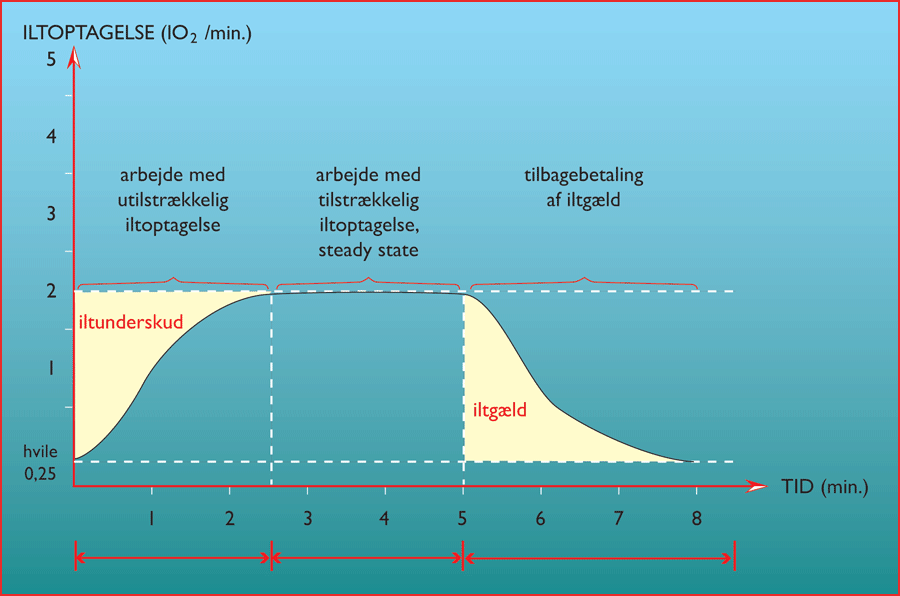 ILTOPTAGELSE (IO₂ /min.)
5
4
3
2
1
hvile
0,25
arbejde med
utilstrækkelig
iltoptagelse
arbejde med
tilstrækkelig
iltoptagelse,
steady state
tilbagebetaling
af iltgæld
iltunderskud
iltgæld
1 2 3 4 5 6 7 8
TID (min.)